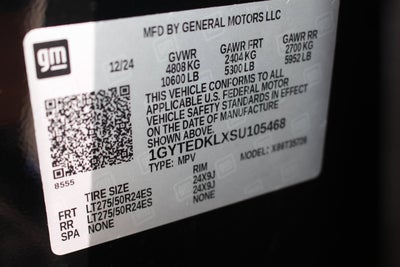 gm
MFD BY GENERAL MOTORS LLC
12/24 GVWR GAWR FRT GAWR RR
4808 KG 2404 KG 2700 KG
10600 LB 5300 LB 5952 LB
THIS VEHICLE CONFORMS TO ALL
APPLICABLE U.S. FEDERAL MOTOR
VEHICLE SAFETY STANDARDS IN EFFECT
ON THE DATE OF MANUFACTURE
SHOWN ABOVE.
1GYTEDKLXSU105468
TYPE: MPV MODEL:
8555
TIRE SIZE RIM
FRT LT275/50R24ES 24X9J
RR LT275/50R24ES 24X9J
SPA NONE NONE